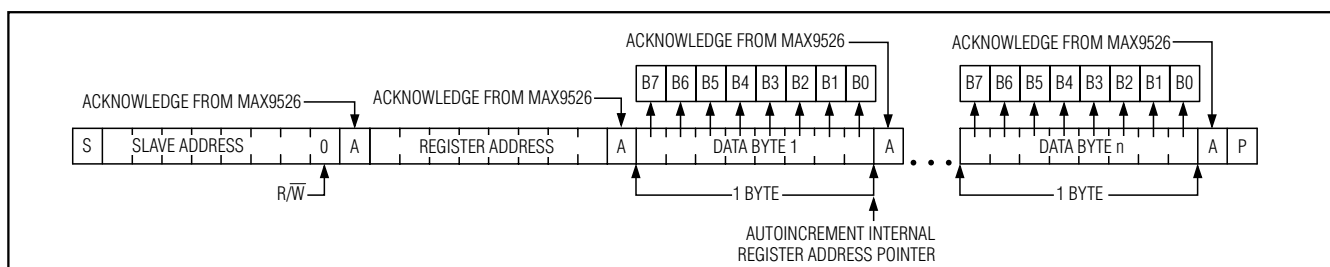 ACKNOWLEDGE FROM MAX9526
B7 B6 B5 B4 B3 B2 B1 B0
ACKNOWLEDGE FROM MAX9526
B7 B6 B5 B4 B3 B2 B1 B0
ACKNOWLEDGE FROM MAX9526
ACKNOWLEDGE FROM MAX9526
S SLAVE ADDRESS 0 A REGISTER ADDRESS A DATA BYTE 1 A ... DATA BYTE n A P
R/W̅
1 BYTE
1 BYTE
AUTOINCREMENT INTERNAL
REGISTER ADDRESS POINTER